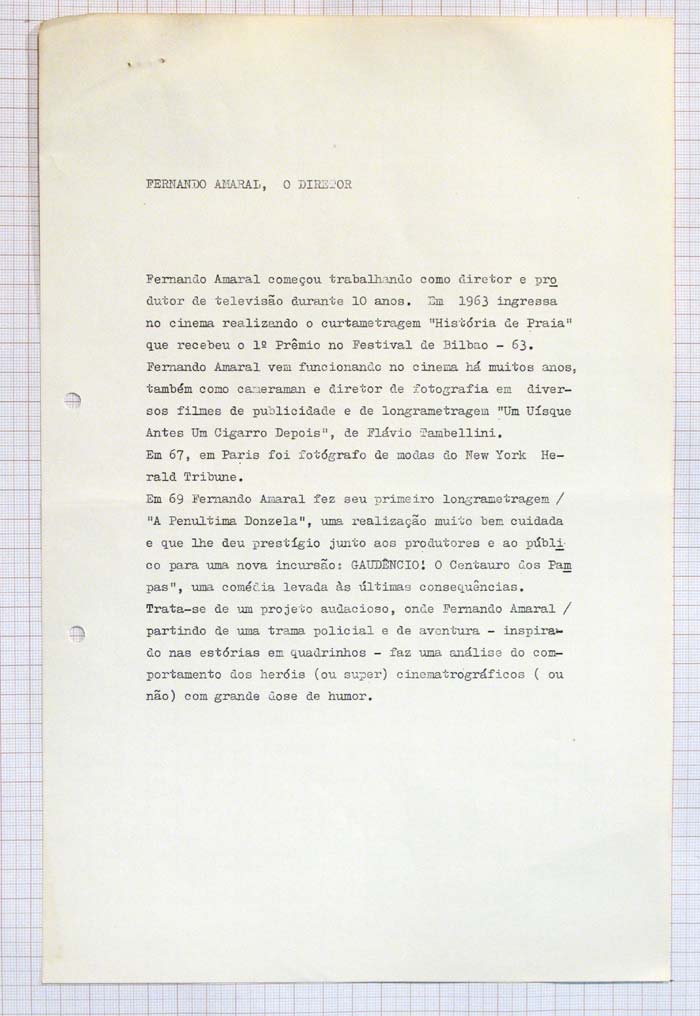 FERNANDO AMARAL, O DIRETOR
Fernando Amaral começou trabalhando como diretor e pro
dutor de televisão durante 10 anos. Em 1963 ingressa
no cinema realizando o curtametragem "História de Praia"
que recebeu o 1º Prêmio no Festival de Bilbao - 63.
Fernando Amaral vem funcionando no cinema há muitos anos,
também como cameraman e diretor de fotografia em diver-
sos filmes de publicidade e de longrametragem "Um Uísque
Antes Um Cigarro Depois", de Flávio Tambellini.
Em 67, em Paris foi fotógrafo de modas do New York He-
rald Tribune.
Em 69 Fernando Amaral fez seu primeiro longrametragem /
"A Penultima Donzela", uma realização muito bem cuidada
e que lhe deu prestígio junto aos produtores e ao públi
co para uma nova incursão: GAUDÊNCIO! O Centauro dos Pam
pas", uma comédia levada às últimas consequências.
Trata-se de um projeto audacioso, onde Fernando Amaral /
partindo de uma trama policial e de aventura - inspira-
do nas estórias em quadrinhos - faz uma análise do com-
portamento dos heróis (ou super) cinematrográficos ( ou
não) com grande dose de humor.